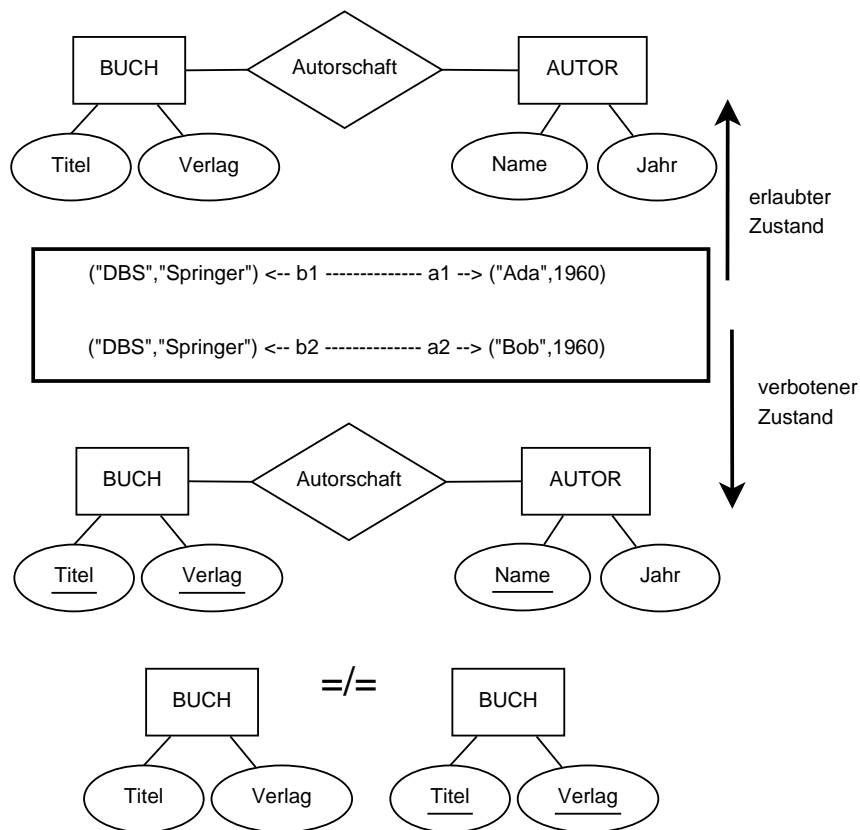 BUCH
Autorschaft
AUTOR
Titel
Verlag
Name
Jahr
erlaubter
Zustand
("DBS","Springer") <-- b1 -------------- a1 --> ("Ada",1960)
("DBS","Springer") <-- b2 -------------- a2 --> ("Bob",1960)
verbotener
Zustand
BUCH
Autorschaft
AUTOR
Titel
Verlag
Name
Jahr
BUCH
=/=
BUCH
Titel
Verlag
Titel
Verlag